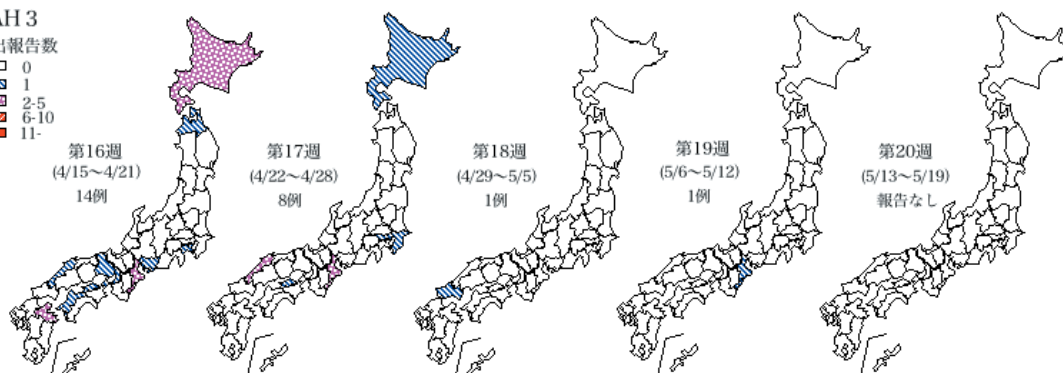 AH 3
出報告数
0
1
2-5
6-10
11-
第16週
(4/15〜4/21)
14例
第17週
(4/22〜4/28)
8例
第18週
(4/29〜5/5)
1例
第19週
(5/6〜5/12)
1例
第20週
(5/13〜5/19)
報告なし